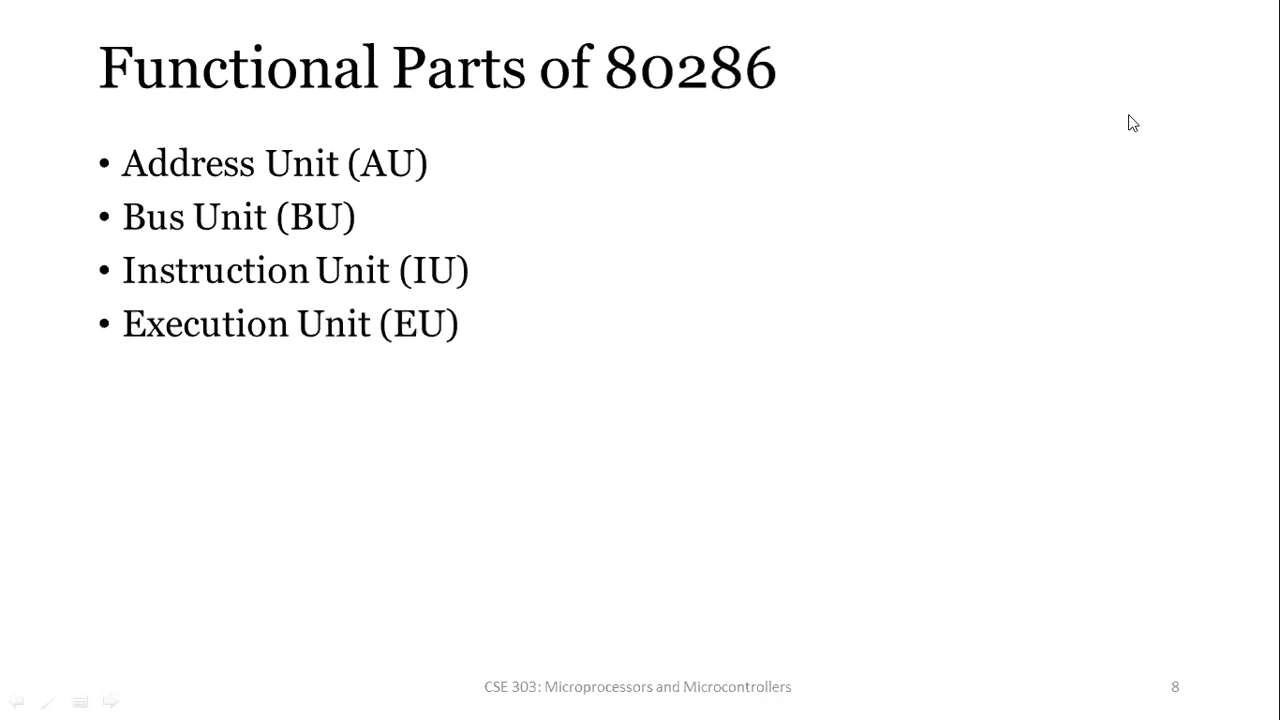 Functional Parts of 80286
• Address Unit (AU)
• Bus Unit (BU)
• Instruction Unit (IU)
• Execution Unit (EU)
CSE 303: Microprocessors and Microcontrollers
8